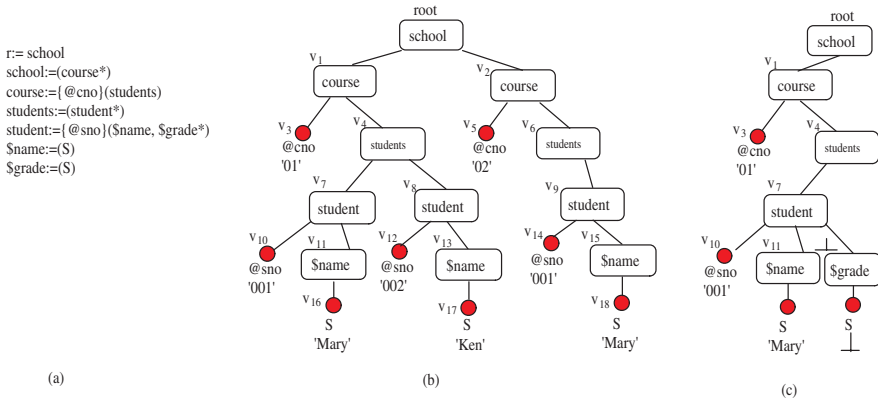 r:= school
school:=(course*)
course:={@cno}(students)
students:=(student*)
student:={@sno}($name, $grade*)
$name:=(S)
$grade:=(S)
(a)
root
school
v1 v2
course course
v3 v4 v5 v6
@cno students @cno students
'01' '02'
v7 v8 v9
student student student
v10 v11 v12 v13 v14 v15
@sno $name @sno $name @sno $name
'001' '002' '001'
v16 v17 v18
S S S
'Mary' 'Ken' 'Mary'
(b)
root
school
v1
course
v3 v4
@cno students
'01'
v7
student
v10 v11 ⊥
@sno $name $grade
'001'
S S
'Mary' ⊥
(c)